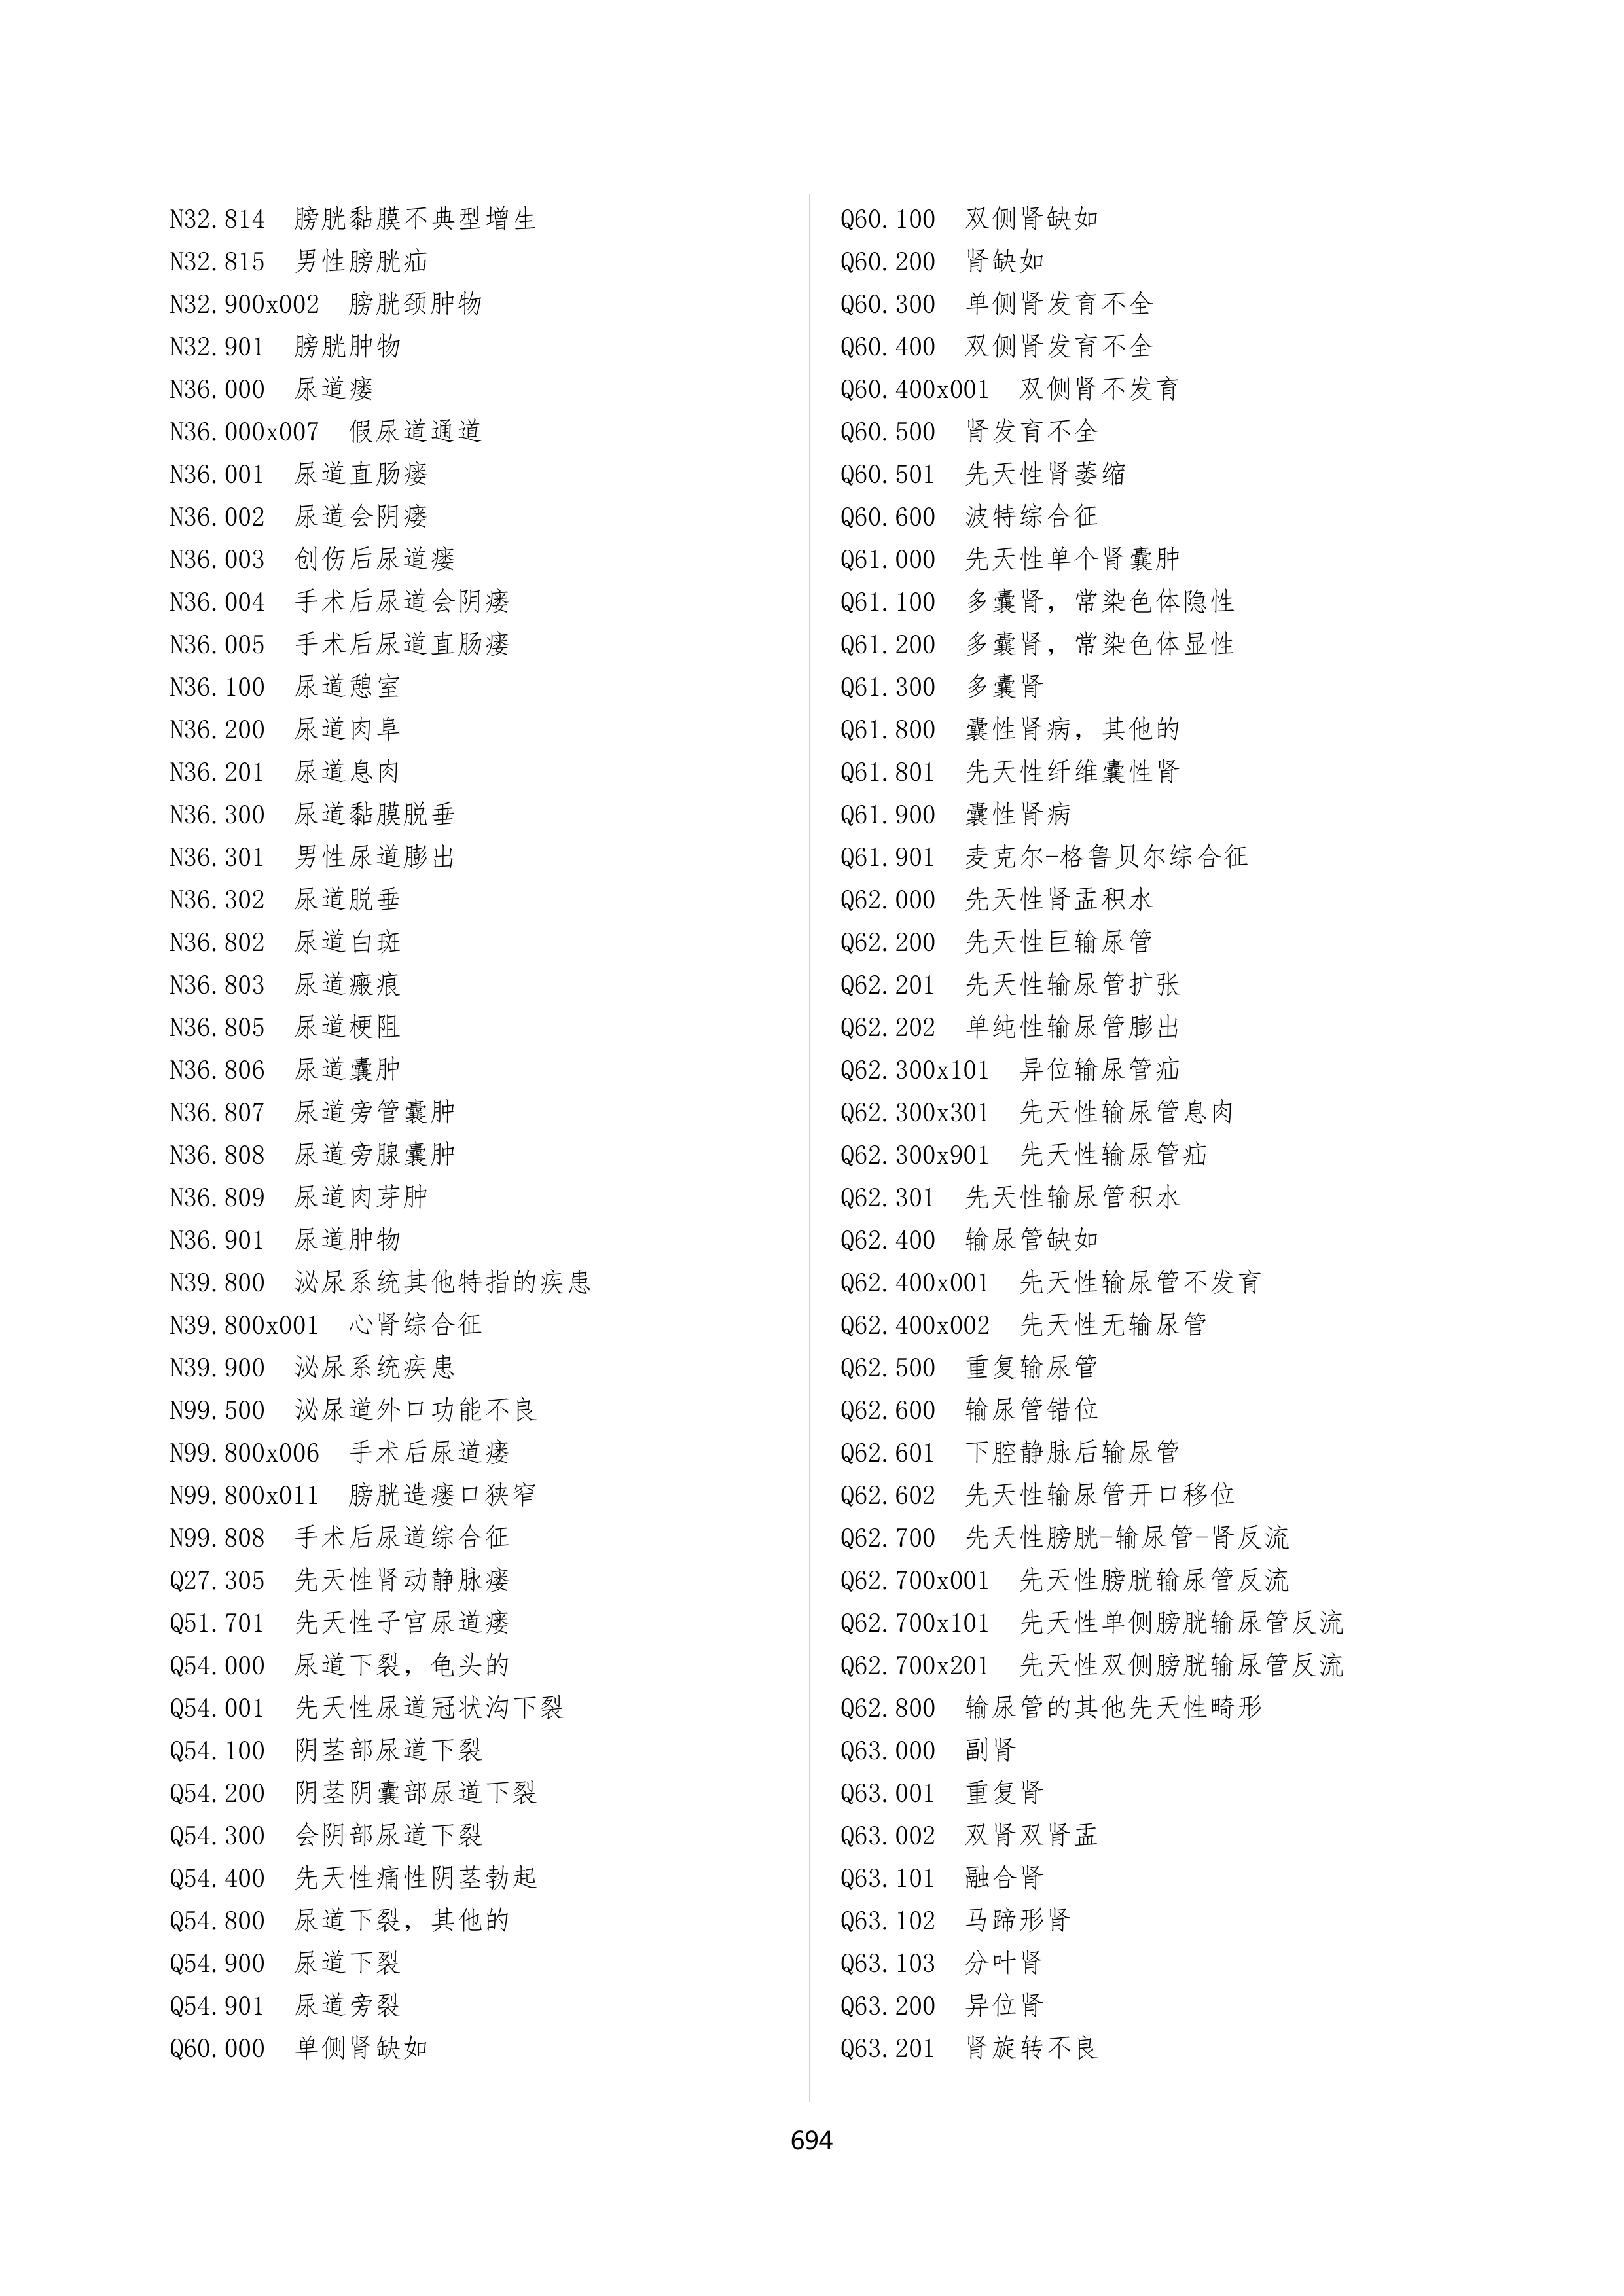 N32.814 膀胱黏膜不典型增生
N32.815 男性膀胱疝
N32.900x002 膀胱颈肿物
N32.901 膀胱肿物
N36.000 尿道瘘
N36.000x007 假尿道通道
N36.001 尿道直肠瘘
N36.002 尿道会阴瘘
N36.003 创伤后尿道瘘
N36.004 手术后尿道会阴瘘
N36.005 手术后尿道直肠瘘
N36.100 尿道憩室
N36.200 尿道肉阜
N36.201 尿道息肉
N36.300 尿道黏膜脱垂
N36.301 男性尿道膨出
N36.302 尿道脱垂
N36.802 尿道白斑
N36.803 尿道瘢痕
N36.805 尿道梗阻
N36.806 尿道囊肿
N36.807 尿道旁管囊肿
N36.808 尿道旁腺囊肿
N36.809 尿道肉芽肿
N36.901 尿道肿物
N39.800 泌尿系统其他特指的疾患
N39.800x001 心肾综合征
N39.900 泌尿系统疾患
N99.500 泌尿道外口功能不良
N99.800x006 手术后尿道瘘
N99.800x011 膀胱造瘘口狭窄
N99.808 手术后尿道综合征
Q27.305 先天性肾动静脉瘘
Q51.701 先天性子宫尿道瘘
Q54.000 尿道下裂，龟头的
Q54.001 先天性尿道冠状沟下裂
Q54.100 阴茎部尿道下裂
Q54.200 阴茎阴囊部尿道下裂
Q54.300 会阴部尿道下裂
Q54.400 先天性痛性阴茎勃起
Q54.800 尿道下裂，其他的
Q54.900 尿道下裂
Q54.901 尿道旁裂
Q60.000 单侧肾缺如
Q60.100 双侧肾缺如
Q60.200 肾缺如
Q60.300 单侧肾发育不全
Q60.400 双侧肾发育不全
Q60.400x001 双侧肾不发育
Q60.500 肾发育不全
Q60.501 先天性肾萎缩
Q60.600 波特综合征
Q61.000 先天性单个肾囊肿
Q61.100 多囊肾，常染色体隐性
Q61.200 多囊肾，常染色体显性
Q61.300 多囊肾
Q61.800 囊性肾病，其他的
Q61.801 先天性纤维囊性肾
Q61.900 囊性肾病
Q61.901 麦克尔-格鲁贝尔综合征
Q62.000 先天性肾盂积水
Q62.200 先天性巨输尿管
Q62.201 先天性输尿管扩张
Q62.202 单纯性输尿管膨出
Q62.300x101 异位输尿管疝
Q62.300x301 先天性输尿管息肉
Q62.300x901 先天性输尿管疝
Q62.301 先天性输尿管积水
Q62.400 输尿管缺如
Q62.400x001 先天性输尿管不发育
Q62.400x002 先天性无输尿管
Q62.500 重复输尿管
Q62.600 输尿管错位
Q62.601 下腔静脉后输尿管
Q62.602 先天性输尿管开口移位
Q62.700 先天性膀胱-输尿管-肾反流
Q62.700x001 先天性膀胱输尿管反流
Q62.700x101 先天性单侧膀胱输尿管反流
Q62.700x201 先天性双侧膀胱输尿管反流
Q62.800 输尿管的其他先天性畸形
Q63.000 副肾
Q63.001 重复肾
Q63.002 双肾双肾盂
Q63.101 融合肾
Q63.102 马蹄形肾
Q63.103 分叶肾
Q63.200 异位肾
Q63.201 肾旋转不良
694